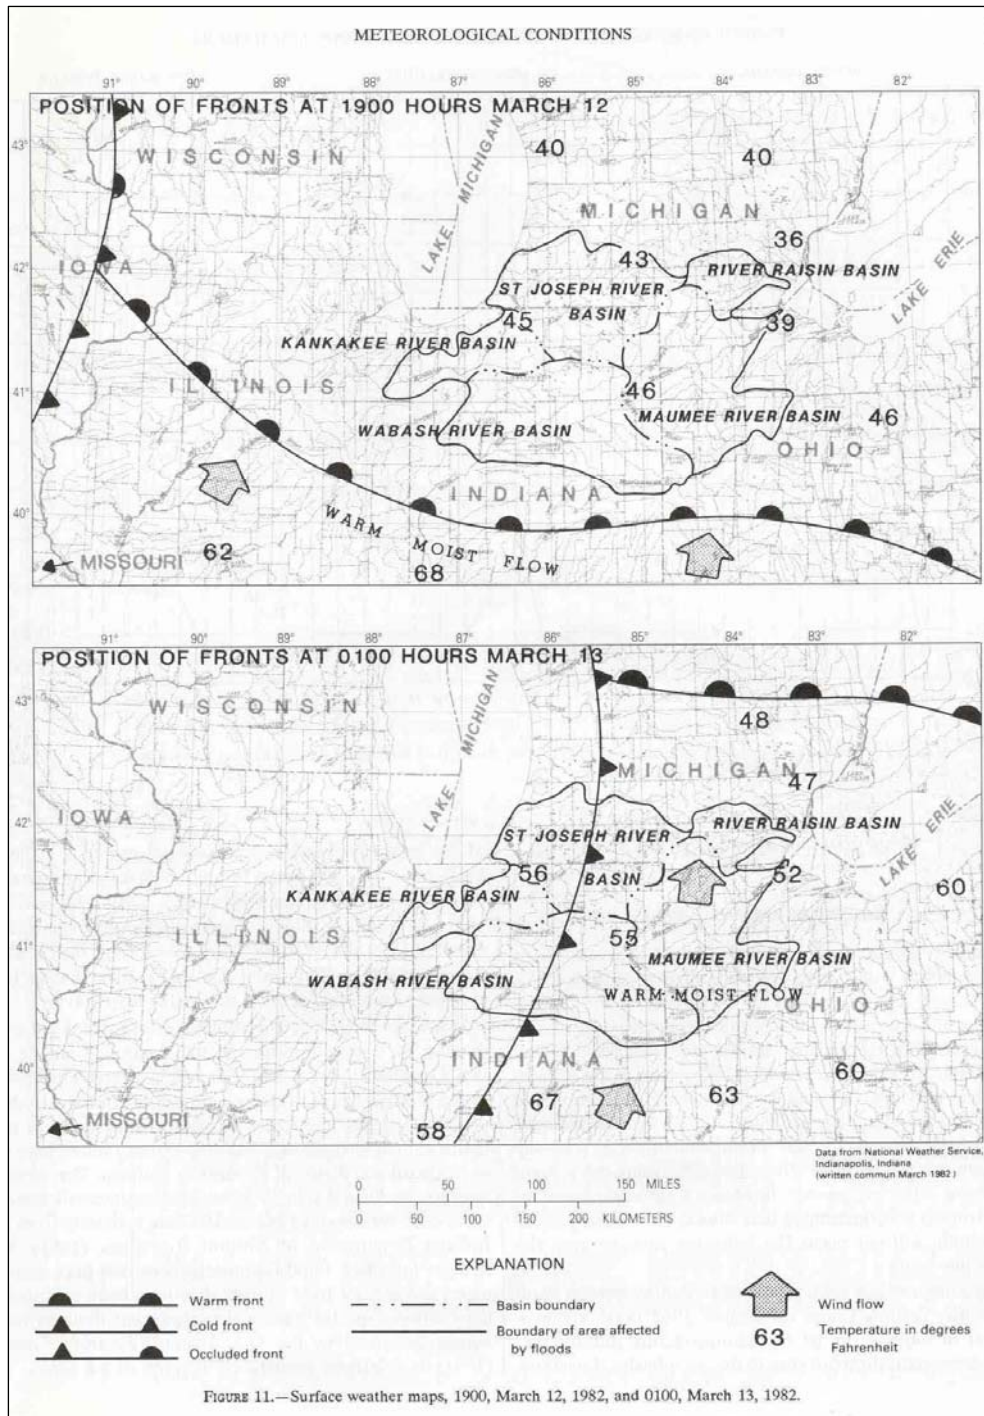 METEOROLOGICAL CONDITIONS
91° 90° 89° 88° 87° 86° 85° 84° 83° 82°
POSITION OF FRONTS AT 1900 HOURS MARCH 12
43°
WISCONSIN
LAKE MICHIGAN
40
40
MICHIGAN
36
42°
IOWA
43
RIVER RAISIN BASIN
LAKE ERIE
ST JOSEPH RIVER
BASIN
45
39
KANKAKEE RIVER BASIN
41°
ILLINOIS
46
MAUMEE RIVER BASIN
46
WABASH RIVER BASIN
OHIO
40°
INDIANA
WARM MOIST FLOW
MISSOURI
62
68
91° 90° 89° 88° 87° 86° 85° 84° 83° 82°
POSITION OF FRONTS AT 0100 HOURS MARCH 13
43°
WISCONSIN
LAKE MICHIGAN
48
MICHIGAN
47
42°
IOWA
ST JOSEPH RIVER
RIVER RAISIN BASIN
LAKE ERIE
56
BASIN
52
60
KANKAKEE RIVER BASIN
41°
ILLINOIS
55
MAUMEE RIVER BASIN
WABASH RIVER BASIN
WARM MOIST FLOW
OHIO
40°
INDIANA
60
67
63
MISSOURI
58
Data from National Weather Service,
Indianapolis, Indiana
(written commun March 1982)
0 50 100 150 MILES
0 50 100 150 200 KILOMETERS
EXPLANATION
Warm front
Cold front
Occluded front
Basin boundary
Boundary of area affected
by floods
Wind flow
63
Temperature in degrees
Fahrenheit
FIGURE 11.—Surface weather maps, 1900, March 12, 1982, and 0100, March 13, 1982.